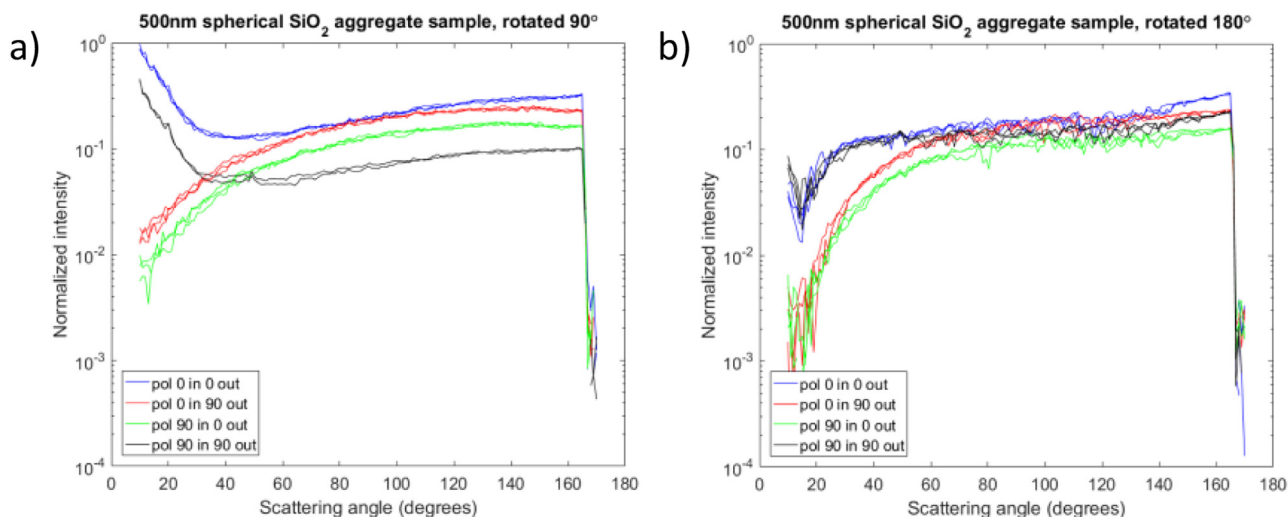 a)
500nm spherical SiO2 aggregate sample, rotated 90°
Normalized intensity
10^0
10^-1
10^-2
10^-3
10^-4
pol 0 in 0 out
pol 0 in 90 out
pol 90 in 0 out
pol 90 in 90 out
0 20 40 60 80 100 120 140 160 180
Scattering angle (degrees)
b)
500nm spherical SiO2 aggregate sample, rotated 180°
Normalized intensity
10^0
10^-1
10^-2
10^-3
10^-4
pol 0 in 0 out
pol 0 in 90 out
pol 90 in 0 out
pol 90 in 90 out
0 20 40 60 80 100 120 140 160 180
Scattering angle (degrees)